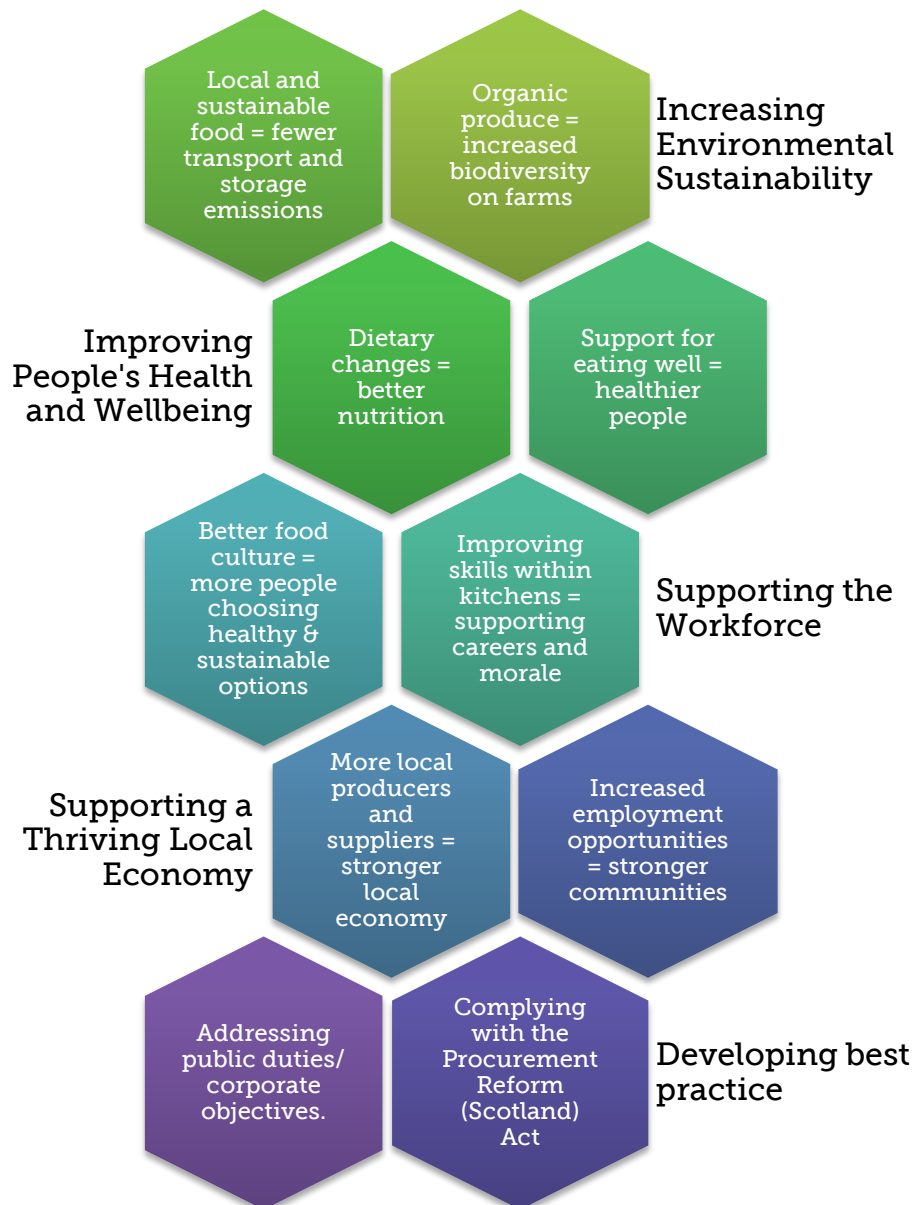 Local and
sustainable
food = fewer
transport and
storage
emissions
Organic
produce =
increased
biodiversity
on farms
Increasing
Environmental
Sustainability
Improving
People's Health
and Wellbeing
Dietary
changes =
better
nutrition
Support for
eating well =
healthier
people
Better food
culture =
more people
choosing
healthy &
sustainable
options
Improving
skills within
kitchens =
supporting
careers and
morale
Supporting the
Workforce
Supporting a
Thriving Local
Economy
More local
producers
and
suppliers =
stronger
local
economy
Increased
employment
opportunities
= stronger
communities
Addressing
public duties/
corporate
objectives.
Complying
with the
Procurement
Reform
(Scotland)
Act
Developing best
practice